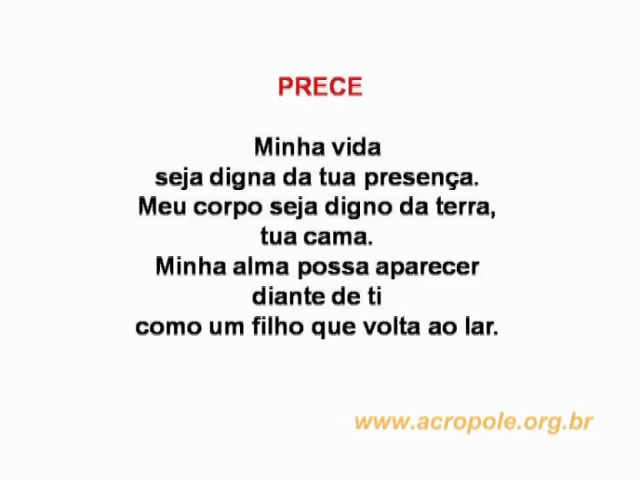 PRECE
Minha vida
seja digna da tua presença.
Meu corpo seja digno da terra,
tua cama.
Minha alma possa aparecer
diante de ti
como um filho que volta ao lar.
www.acropole.org.br